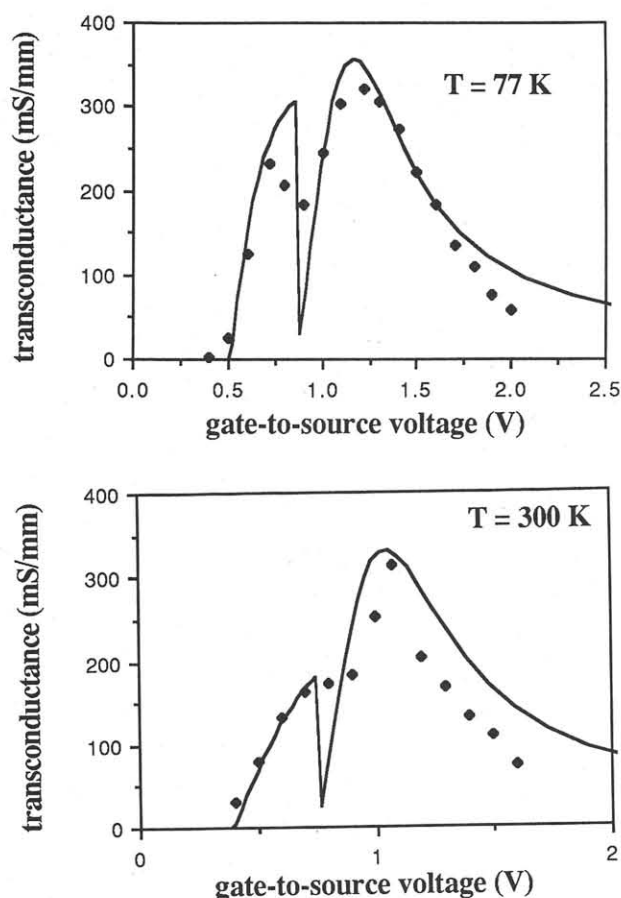 400
300
200
100
0
transconductance (mS/mm)
T = 77 K
0.0 0.5 1.0 1.5 2.0 2.5
gate-to-source voltage (V)
400
300
200
100
0
transconductance (mS/mm)
T = 300 K
0 1 2
gate-to-source voltage (V)